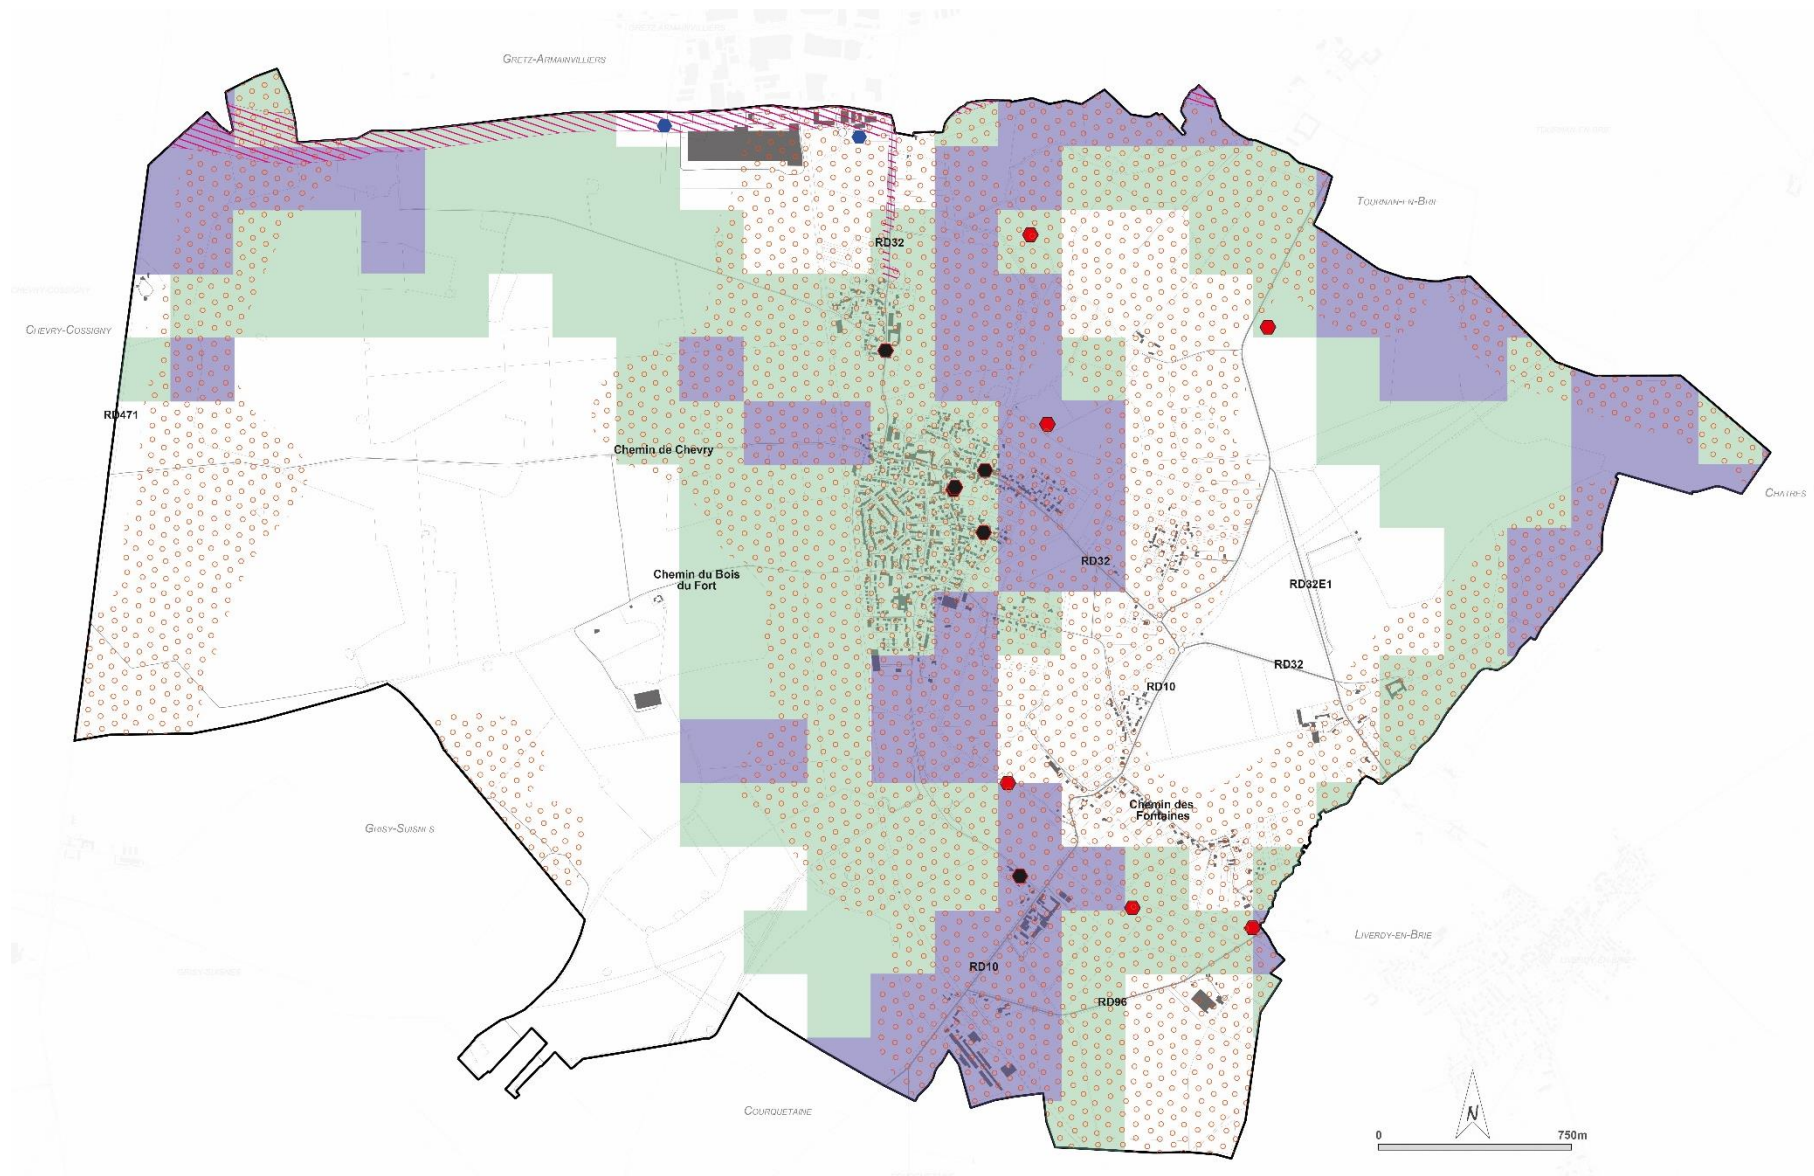 GRETZ-ARMAINVILLIERS
TOURNAN-EN-BRIE
RD32
CHEVRY-COSSIGNY
RD471
Chemin de Chevry
CHATRES
RD32
Chemin du Bois
du Fort
RD32E1
RD32
RD10
Chemin des
Fontaines
GRISY-SUISNES
LIVERDY-EN-BRIE
RD10
RD96
COURQUETAINE
N
0 750m